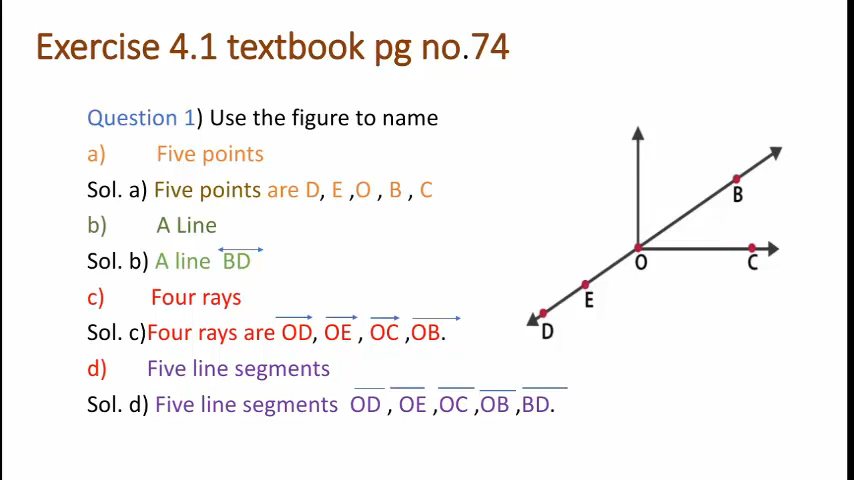 Exercise 4.1 textbook pg no.74
Question 1) Use the figure to name
a) Five points
Sol. a) Five points are D, E ,O , B , C
b) A Line
Sol. b) A line BD
c) Four rays
Sol. c)Four rays are OD, OE , OC ,OB.
d) Five line segments
Sol. d) Five line segments OD , OE ,OC ,OB ,BD.
B
O
C
E
D